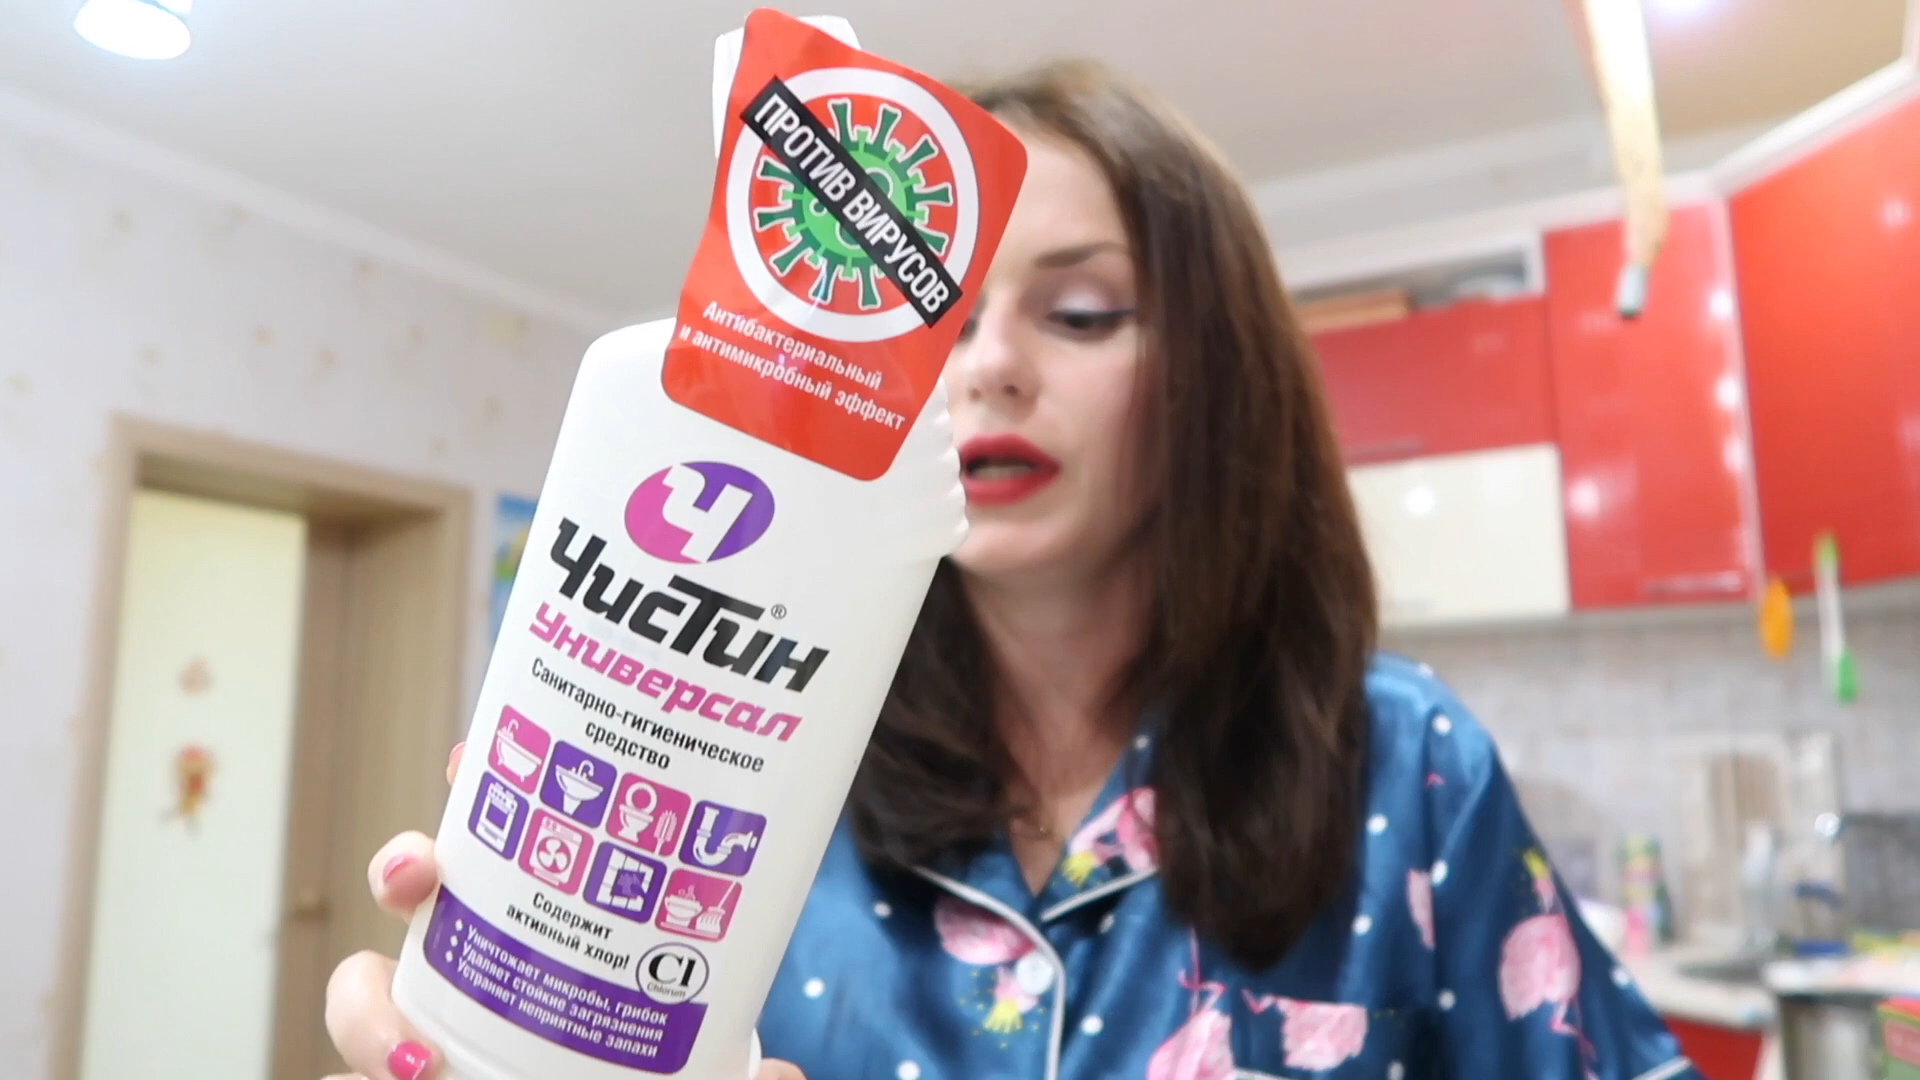 ПРОТИВ ВИРУСОВ
Антибактериальный
и антимикробный эффект
Ч
ЧисТин®
Универсал
Санитарно-гигиеническое
средство
Содержит
активный хлор!
Cl
Chlorum
Уничтожает микробы, грибок
Удаляет стойкие загрязнения
Устраняет неприятные запахи